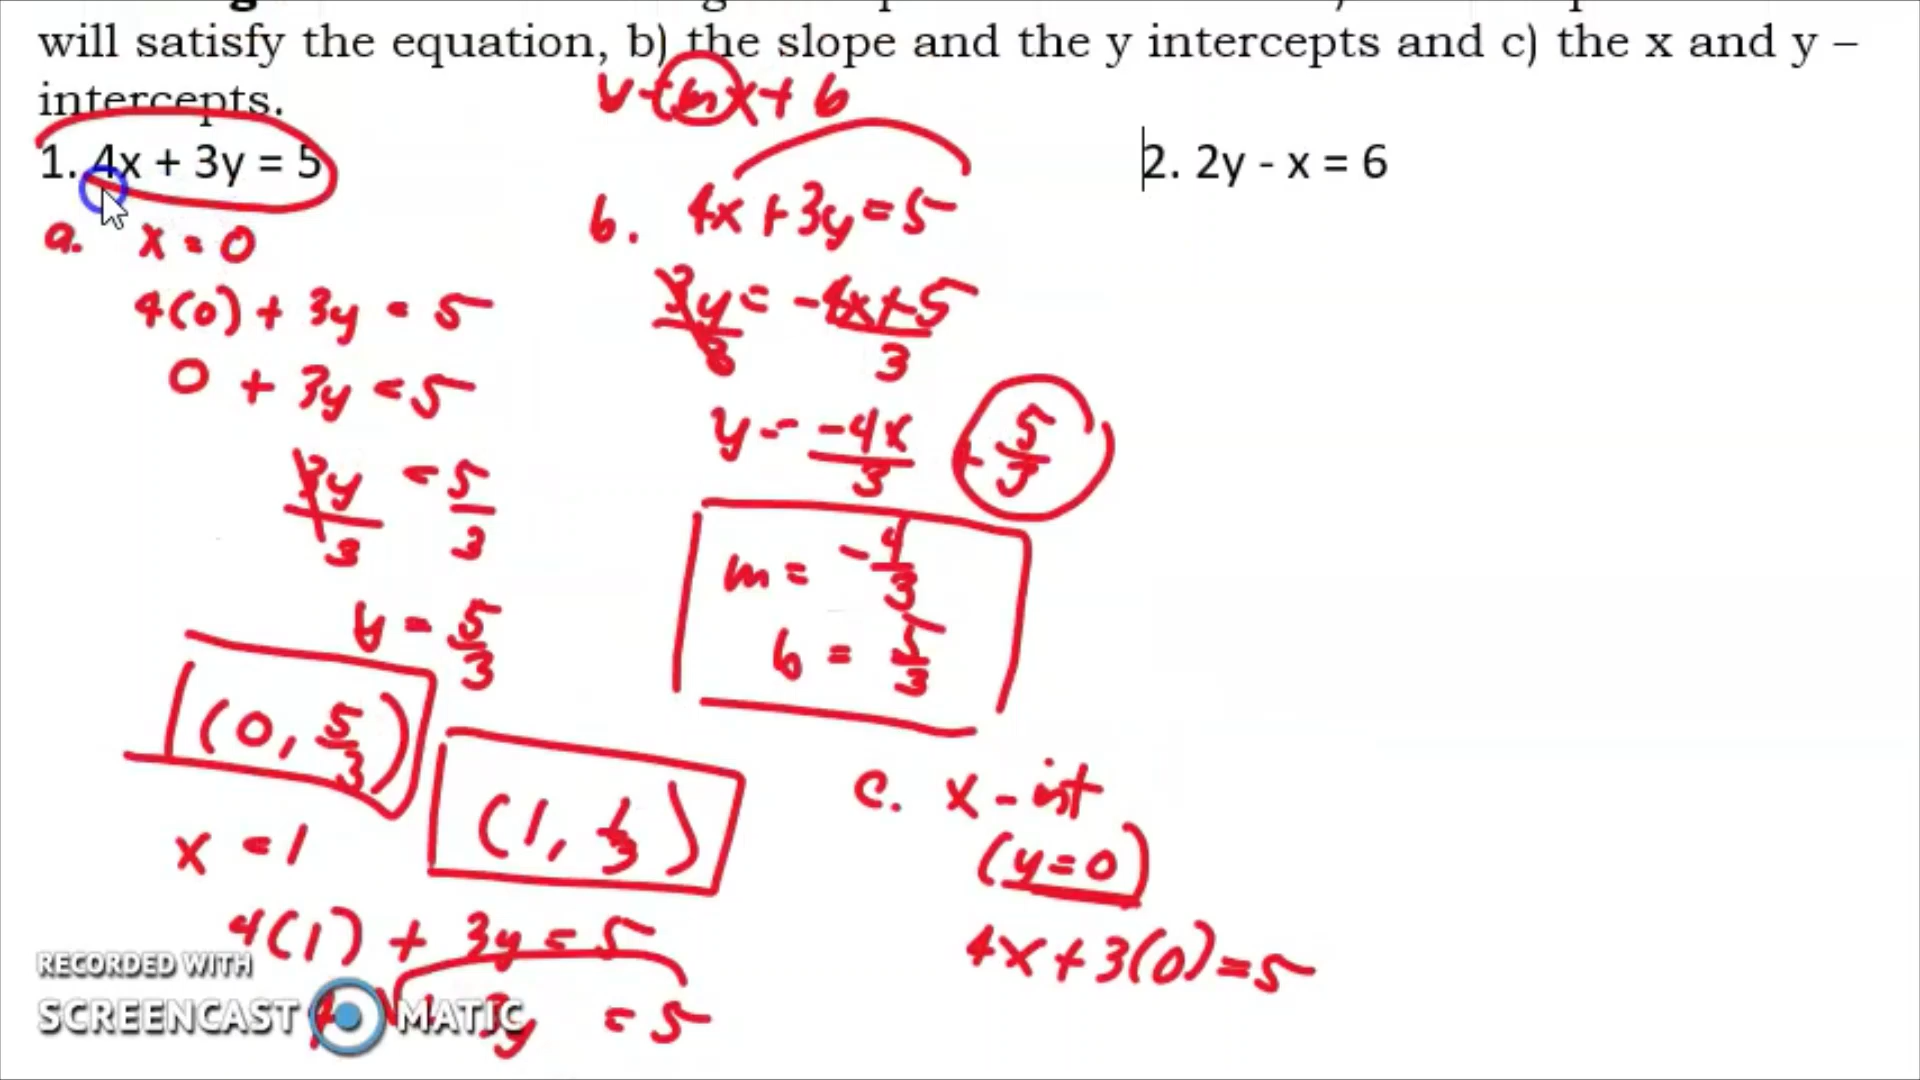 will satisfy the equation, b) the slope and the y intercepts and c) the x and y –
intercepts.
1. 4x + 3y = 5
a. x = 0
4(0) + 3y = 5
0 + 3y = 5
3y/3 = 5/3
y = 5/3
(0, 5/3)
x = 1
(1, 1/3)
4(1) + 3y = 5
3y = 5
y = mx + b
b. 4x + 3y = 5
3y/3 = -4x+5/3
y = -4x/3 + 5/3
m = -4/3
b = 5/3
c. x - int
(y=0)
4x + 3(0) = 5
2. 2y - x = 6
RECORDED WITH
SCREENCAST MATIC